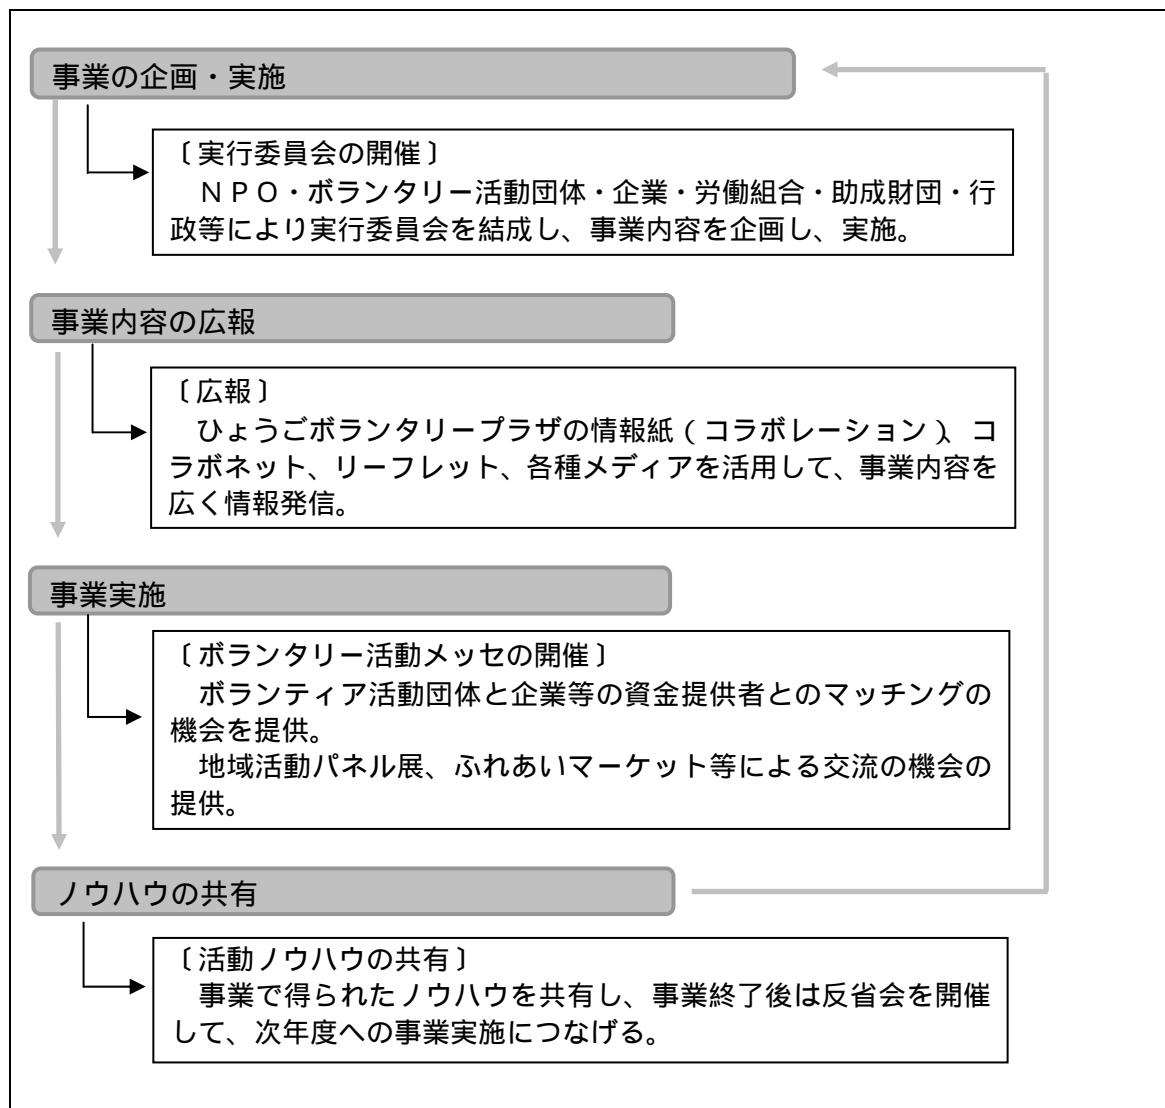 事業の企画・実施
〔実行委員会の開催〕
ＮＰＯ・ボランタリー活動団体・企業・労働組合・助成財団・行
政等により実行委員会を結成し、事業内容を企画し、実施。
事業内容の広報
〔広報〕
ひょうごボランタリープラザの情報紙（コラボレーション）、コ
ラボネット、リーフレット、各種メディアを活用して、事業内容を
広く情報発信。
事業実施
〔ボランタリー活動メッセの開催〕
ボランティア活動団体と企業等の資金提供者とのマッチングの
機会を提供。
地域活動パネル展、ふれあいマーケット等による交流の機会の
提供。
ノウハウの共有
〔活動ノウハウの共有〕
事業で得られたノウハウを共有し、事業終了後は反省会を開催
して、次年度への事業実施につなげる。